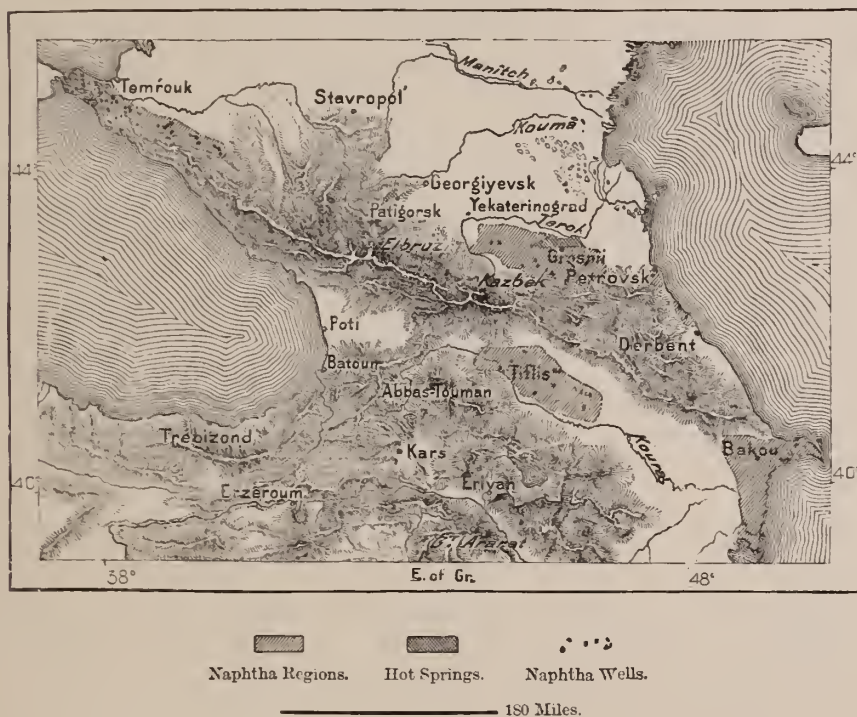 Temrouk
Manitch
Stavropol'
Kouma
44°
44°
Georgiyevsk
Patigorsk
Yekaterinograd
Terek
Elbruz
Grosnii
Kazbek
Petrovsk
Poti
Derbent
Batoum
Tiflis
Abbas-Touman
Trebizond
Kars
Bakou
Koura
40°
40°
Erzeroum
Erivan
Gt. Ararat
38°
E. of Gr.
48°
Naphtha Regions. Hot Springs. Naphtha Wells.
180 Miles.